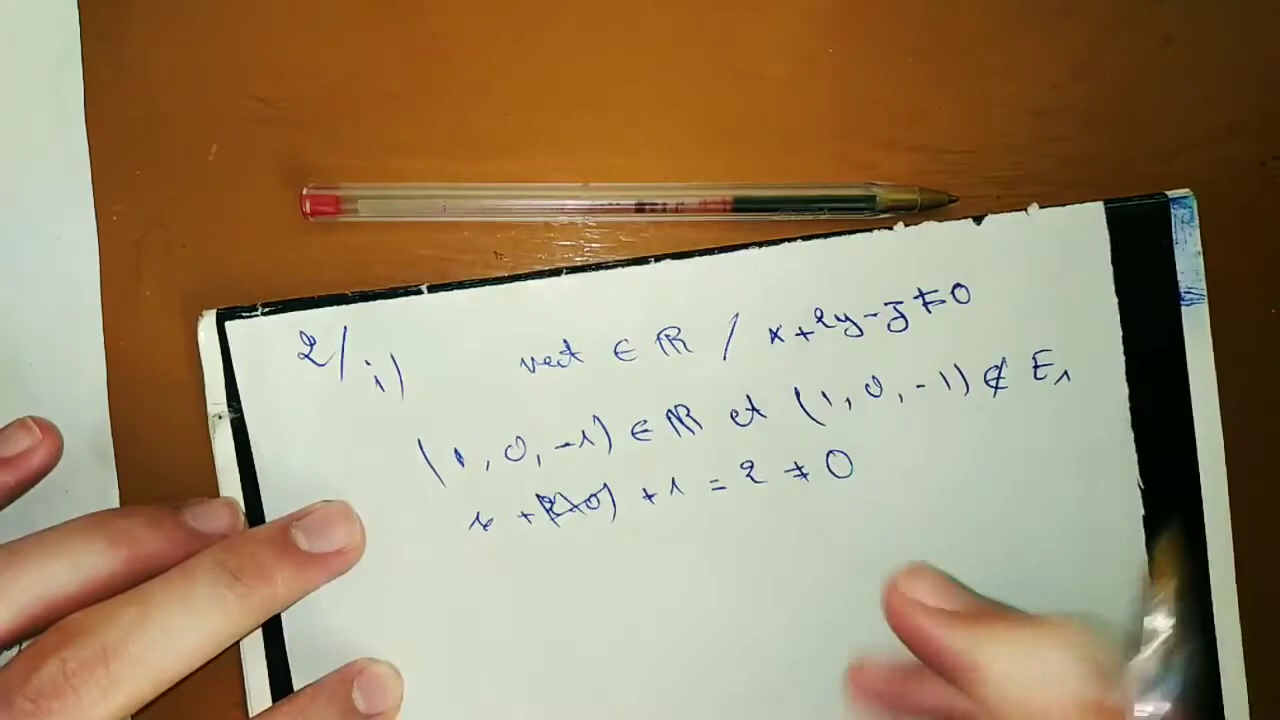 2/ i) vect ∈ ℝ / x+2y-z≠0
(1, 0, -1) ∈ ℝ et (1, 0, -1) ∉ E₁
1 + (2×0) + 1 = 2 ≠ 0